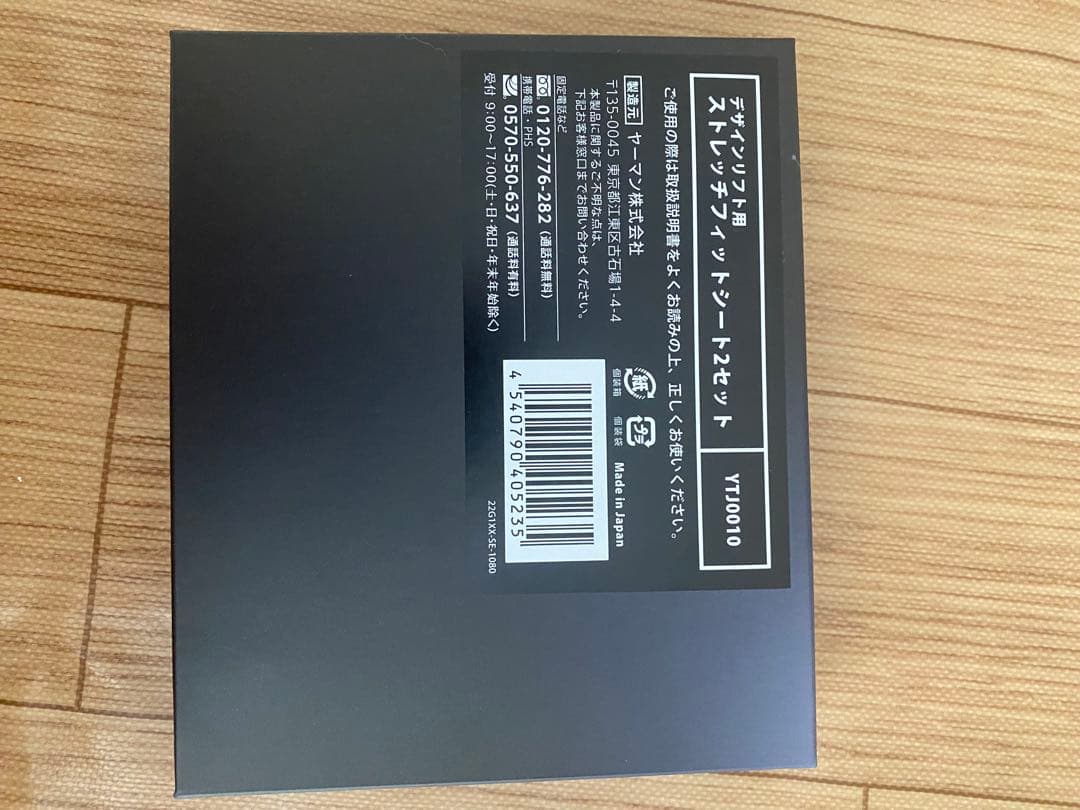 デザインリフト用
ストレッチフィットシート2セット
YTJ0010
ご使用の際は取扱説明書をよくお読みの上、正しくお使いください。
製造元 ヤーマン株式会社
〒135-0045 東京都江東区古石場1-4-4
本製品に関するご不明な点は、
下記お客様窓口までお問い合わせください。
固定電話など
0120-776-282 (通話料無料)
携帯電話・PHS
0570-550-637 (通話料有料)
受付 9:00~17:00(土・日・祝日・年末年始除く)
紙
個装箱
プラ
個装袋
Made in Japan
4 540790 405235
22G1XX-SE-1080